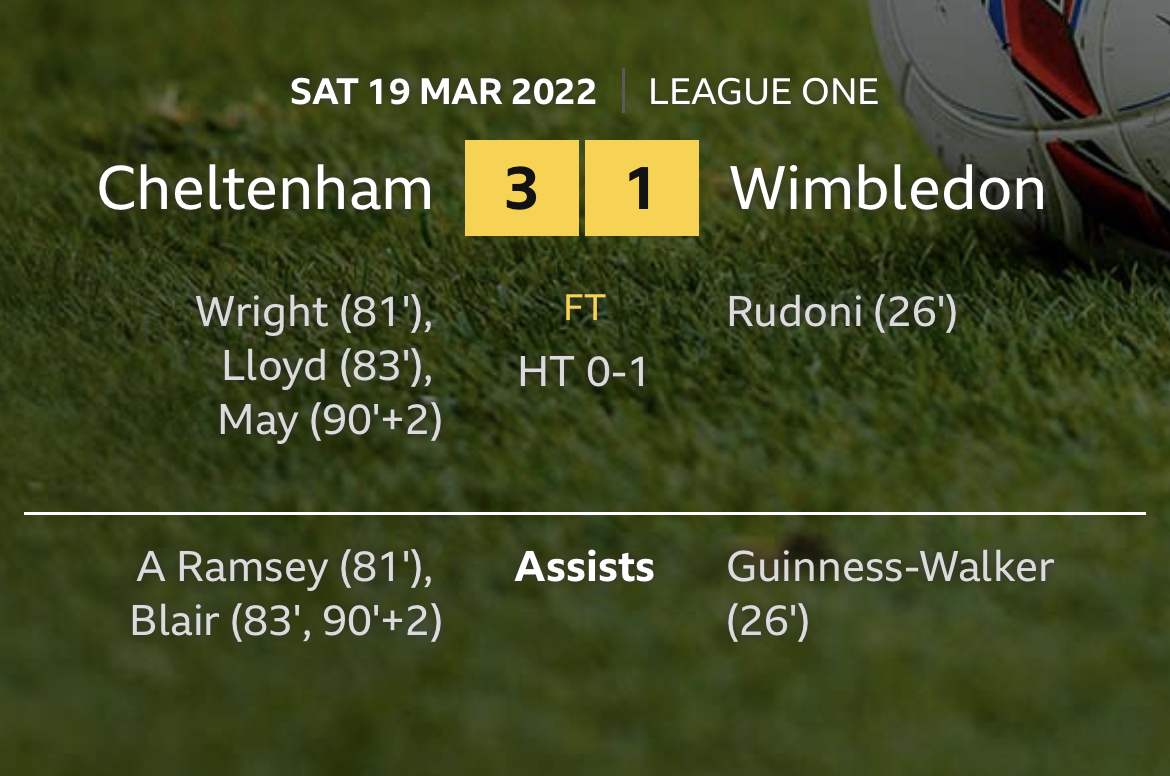 SAT 19 MAR 2022 | LEAGUE ONE
Cheltenham 3 1 Wimbledon
Wright (81'), FT Rudoni (26')
Lloyd (83'), HT 0-1
May (90'+2)
A Ramsey (81'), Assists Guinness-Walker
Blair (83', 90'+2) (26')